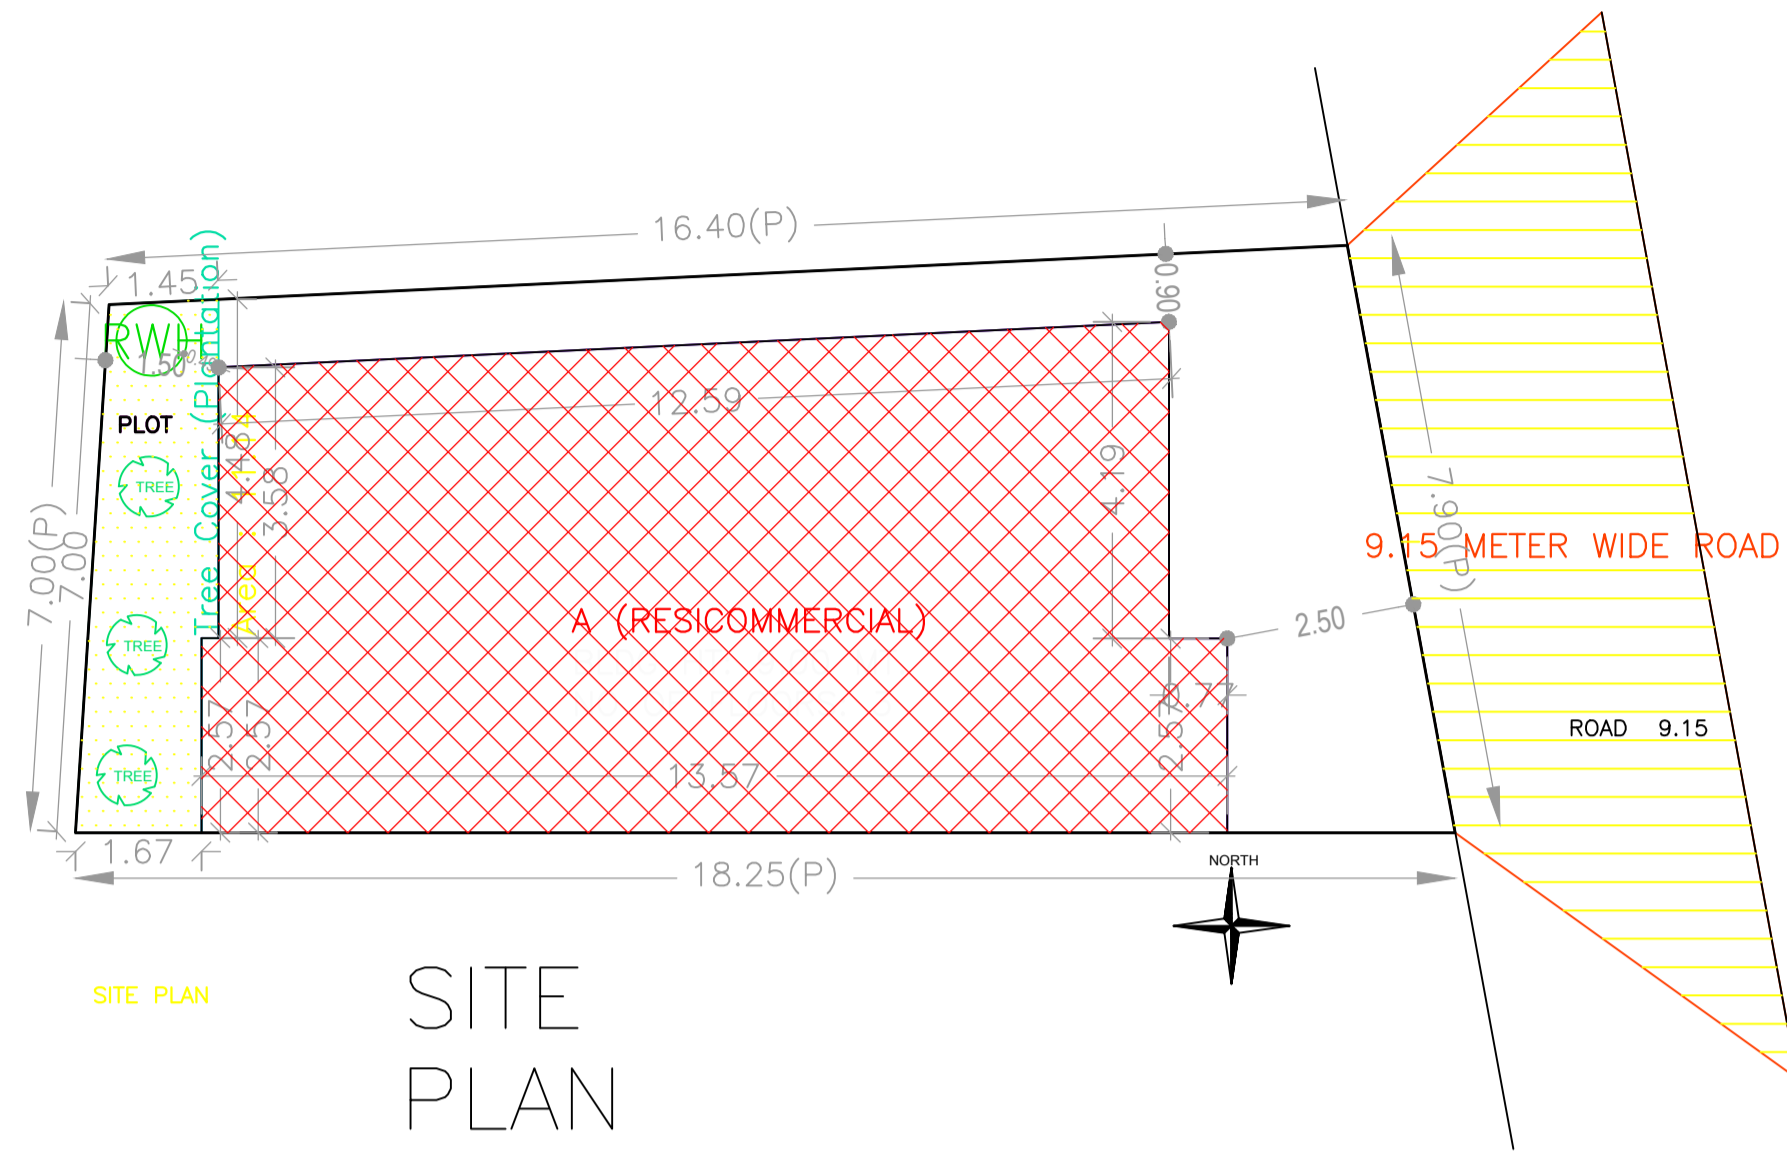 16.40(P)
1.45
0.90
RWH
1.50
PLOT
12.59
Tree Cover (Plantation)
4.48
3.58
4.19
7.00(P)
7.00
TREE
7.90(P)
9.15 METER WIDE ROAD
A (RESICOMMERCIAL)
2.50
TREE
0.77
2.57
2.57
2.57
ROAD 9.15
TREE
13.57
1.67
18.25(P)
NORTH
SITE PLAN
SITE
PLAN